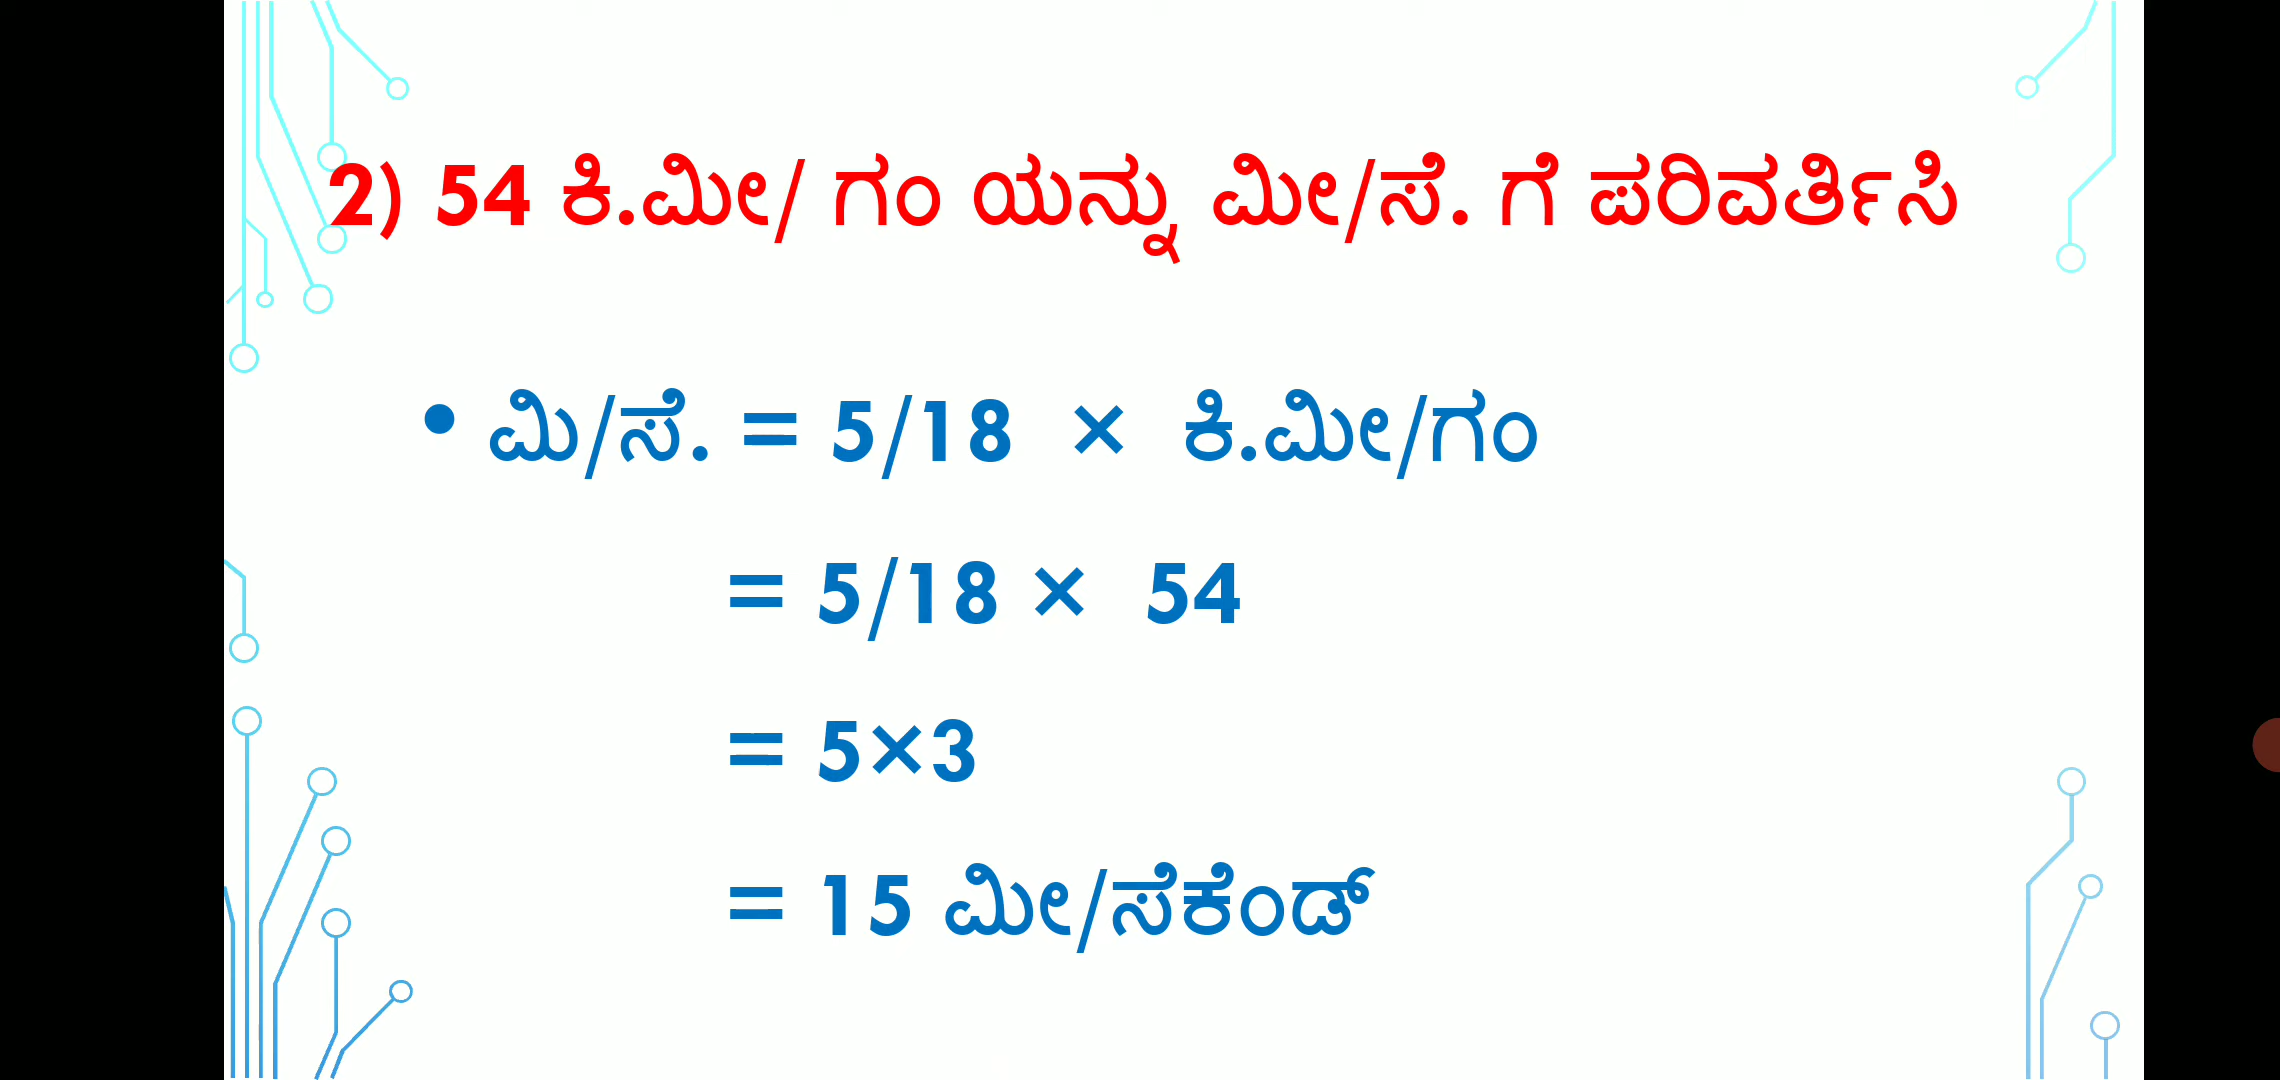 2) 54 ಕಿ.ಮೀ/ ಗಂ ಯನ್ನು ಮೀ/ಸೆ. ಗೆ ಪರಿವರ್ತಿಸಿ
• ಮಿ/ಸೆ. = 5/18 × ಕಿ.ಮೀ/ಗಂ
= 5/18 × 54
= 5×3
= 15 ಮೀ/ಸೆಕೆಂಡ್